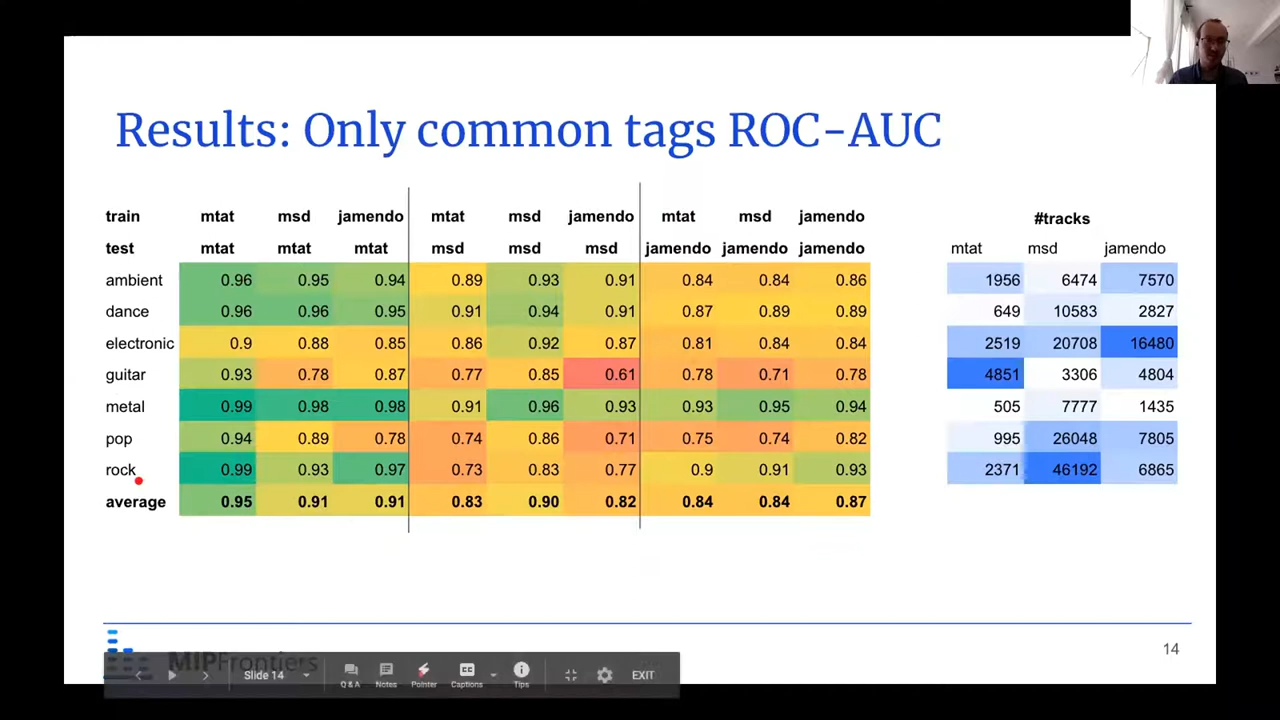 Results: Only common tags ROC-AUC
train mtat msd jamendo mtat msd jamendo mtat msd jamendo #tracks
test mtat mtat mtat msd msd msd jamendo jamendo jamendo mtat msd jamendo
ambient 0.96 0.95 0.94 0.89 0.93 0.91 0.84 0.84 0.86 1956 6474 7570
dance 0.96 0.96 0.95 0.91 0.94 0.91 0.87 0.89 0.89 649 10583 2827
electronic 0.9 0.88 0.85 0.86 0.92 0.87 0.81 0.84 0.84 2519 20708 16480
guitar 0.93 0.78 0.87 0.77 0.85 0.61 0.78 0.71 0.78 4851 3306 4804
metal 0.99 0.98 0.98 0.91 0.96 0.93 0.93 0.95 0.94 505 7777 1435
pop 0.94 0.89 0.78 0.74 0.86 0.71 0.75 0.74 0.82 995 26048 7805
rock 0.99 0.93 0.97 0.73 0.83 0.77 0.9 0.91 0.93 2371 46192 6865
average 0.95 0.91 0.91 0.83 0.90 0.82 0.84 0.84 0.87
14
MIPFrontiers
Slide 14 Q & A Notes Pointer CC Captions Tips EXIT